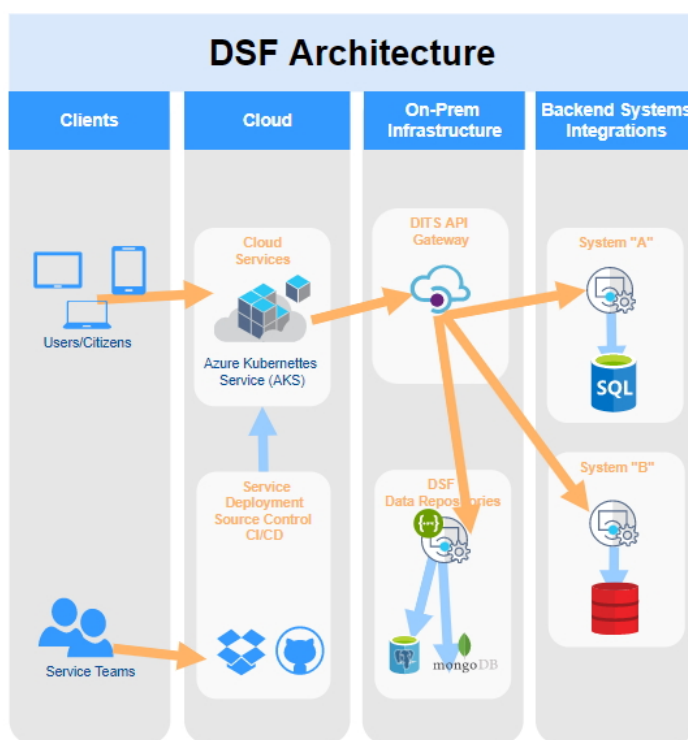 DSF Architecture
Clients
Cloud
On-Prem
Infrastructure
Backend Systems
Integrations
Users/Citizens
Cloud
Services
Azure Kubernettes
Service (AKS)
DITS API
Gateway
System "A"
SQL
Service
Deployment
Source Control
CI/CD
DSF
Data Repositories
System "B"
Service Teams
mongoDB